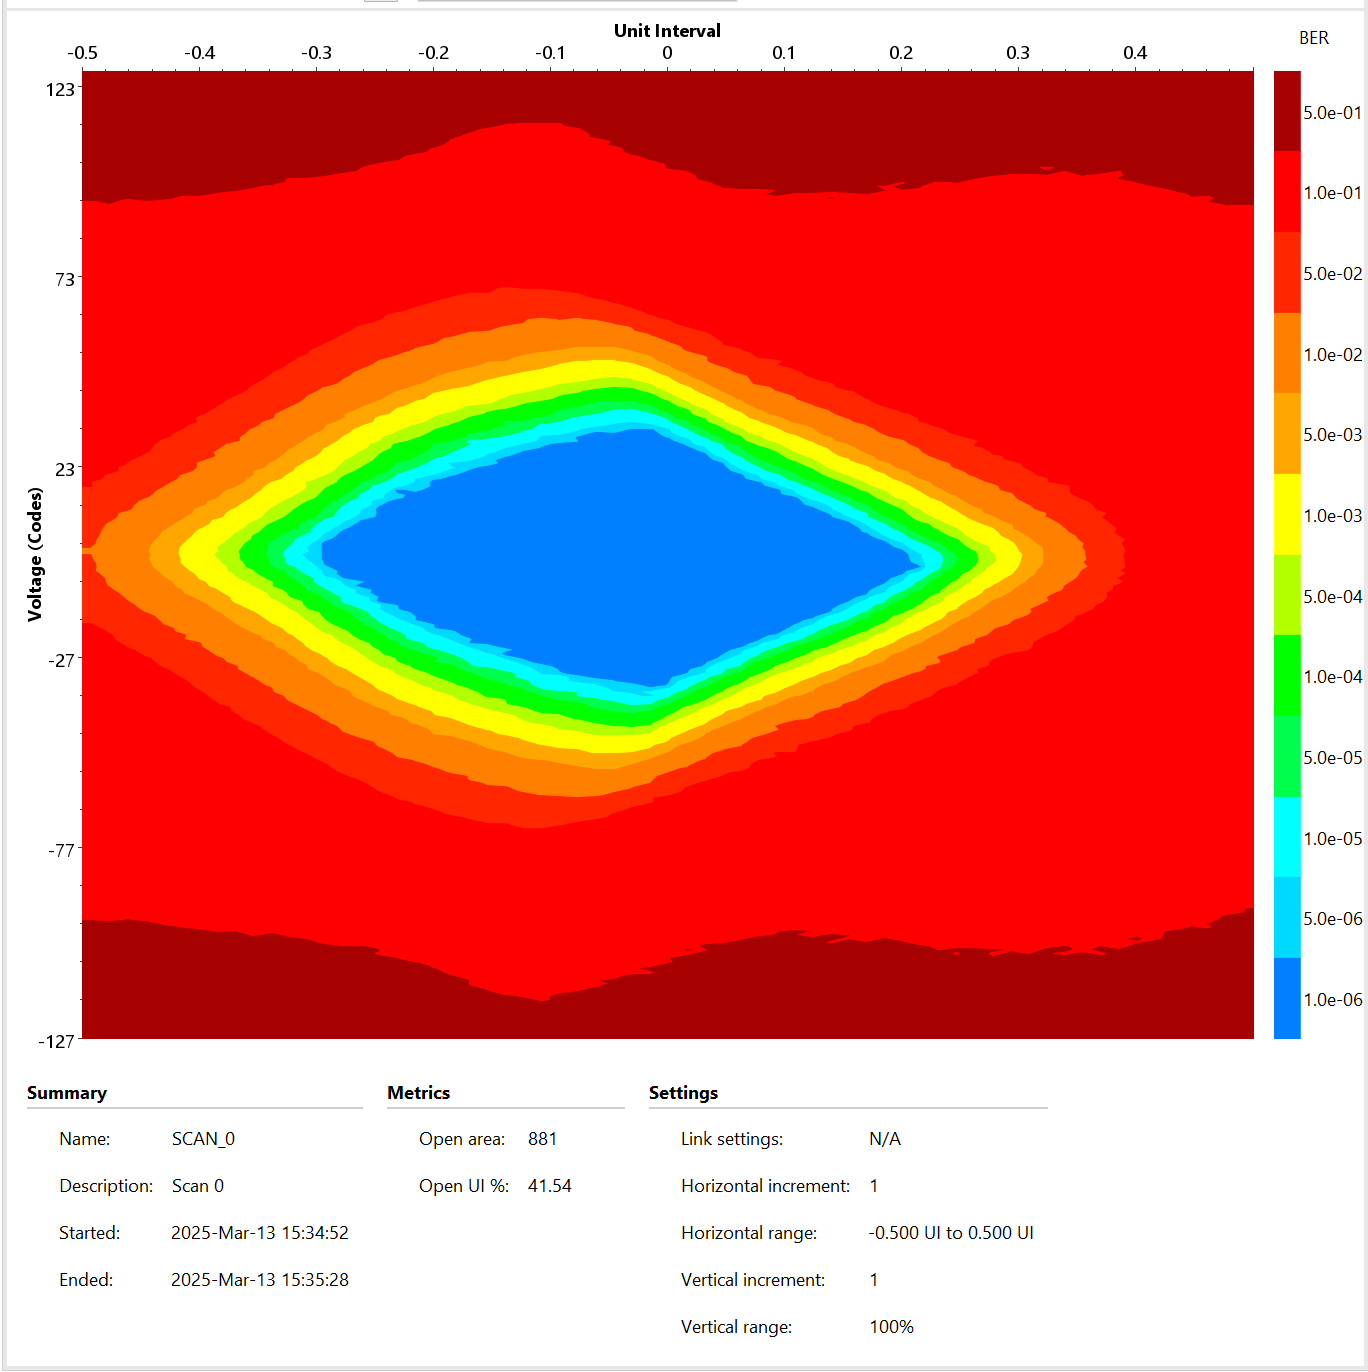 Unit Interval
BER
-0.5 -0.4 -0.3 -0.2 -0.1 0 0.1 0.2 0.3 0.4
123
73
23
-27
-77
-127
Voltage (Codes)
5.0e-01
1.0e-01
5.0e-02
1.0e-02
5.0e-03
1.0e-03
5.0e-04
1.0e-04
5.0e-05
1.0e-05
5.0e-06
1.0e-06
Summary
Name: SCAN_0
Description: Scan 0
Started: 2025-Mar-13 15:34:52
Ended: 2025-Mar-13 15:35:28
Metrics
Open area: 881
Open UI %: 41.54
Settings
Link settings: N/A
Horizontal increment: 1
Horizontal range: -0.500 UI to 0.500 UI
Vertical increment: 1
Vertical range: 100%